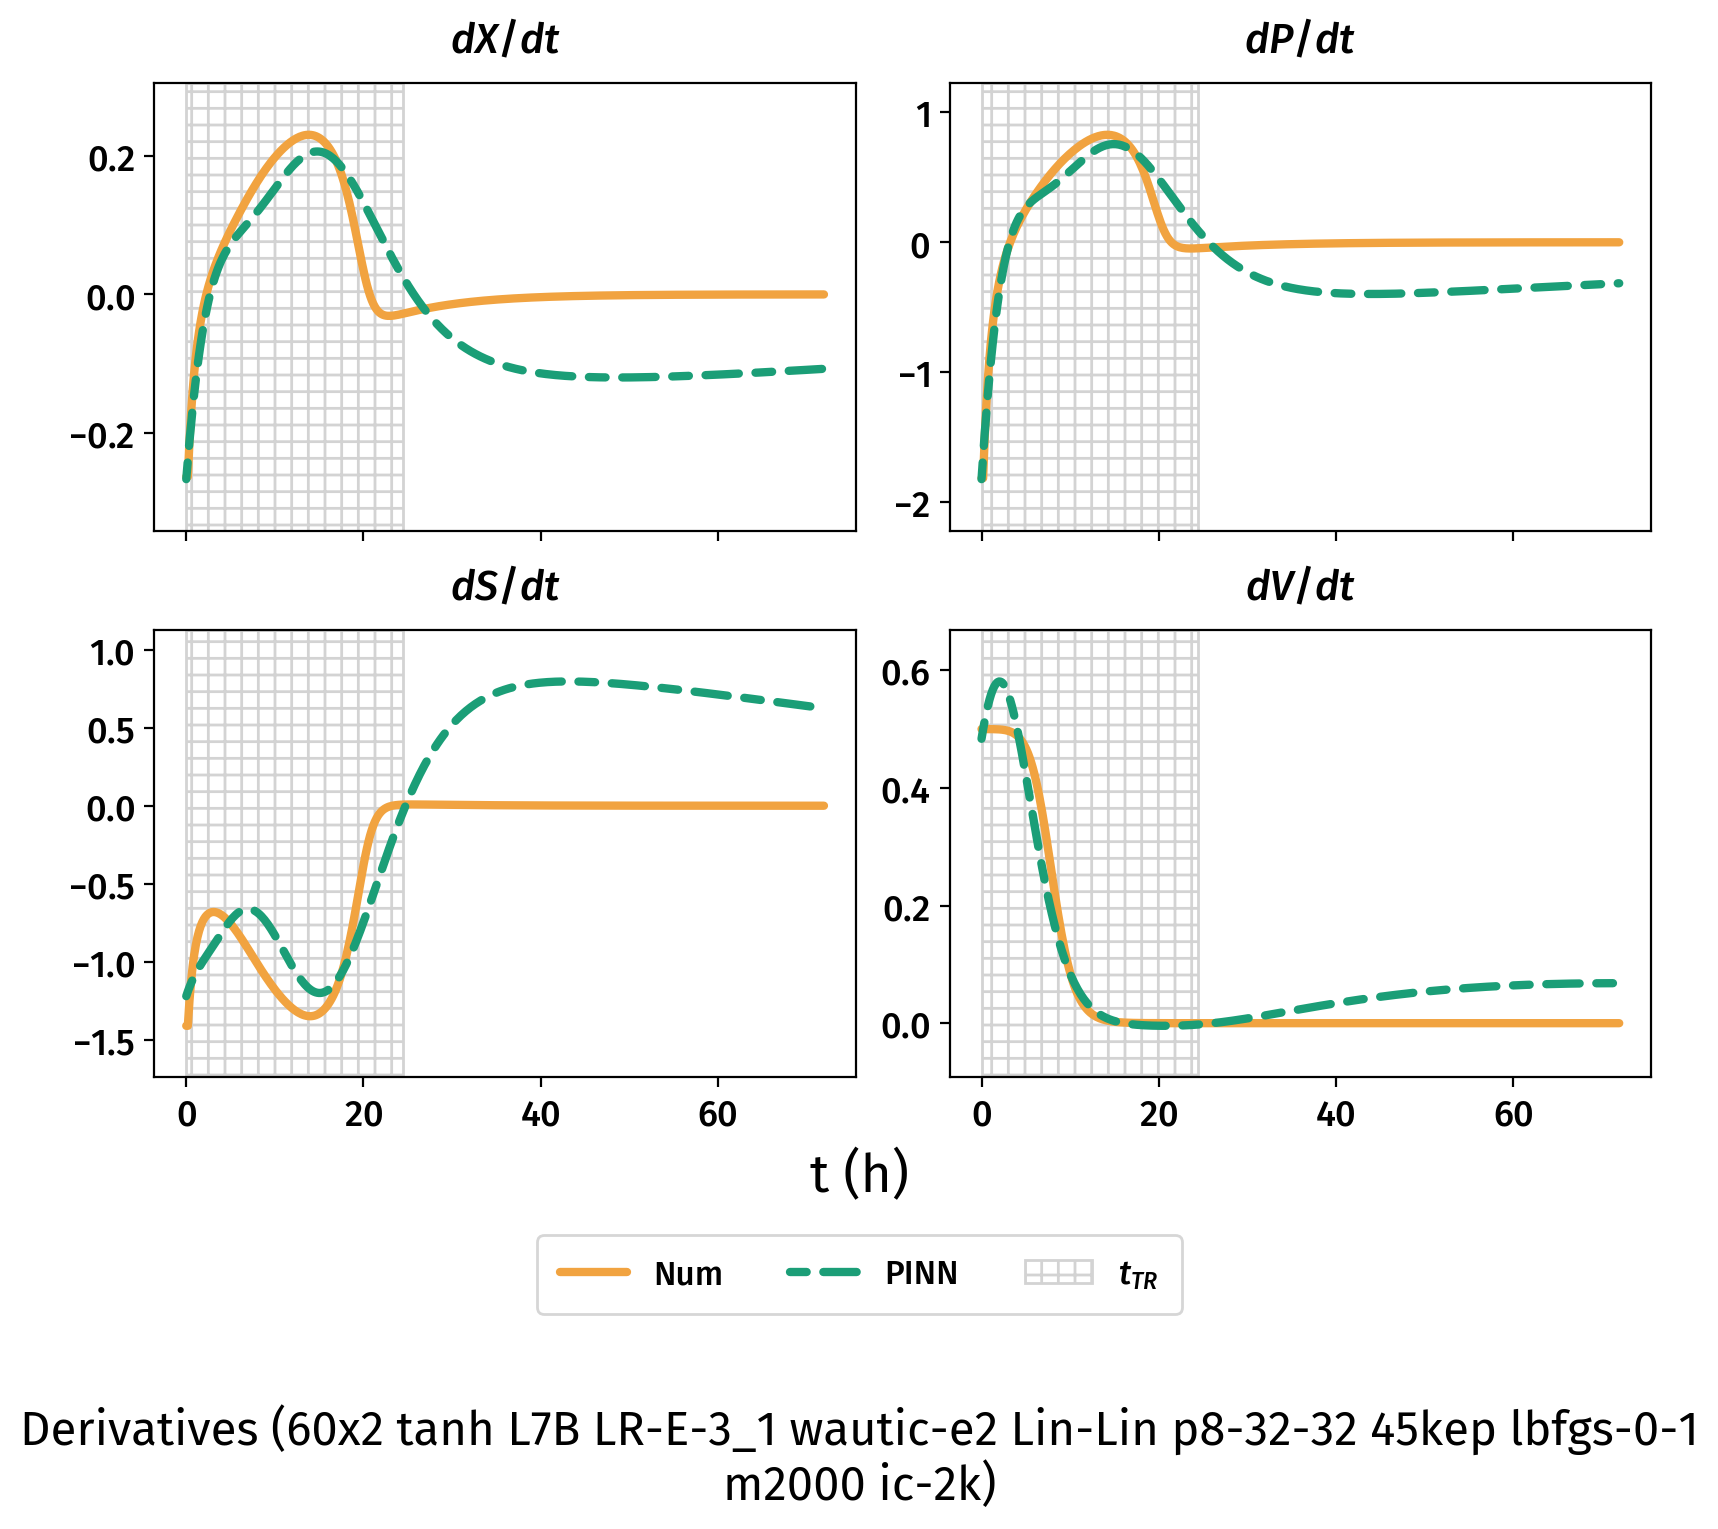 dX/dt
dP/dt
0.2
0.0
−0.2
1
0
−1
−2
dS/dt
dV/dt
1.0
0.5
0.0
−0.5
−1.0
−1.5
0.6
0.4
0.2
0.0
0 20 40 60
0 20 40 60
t (h)
Num PINN tTR
Derivatives (60x2 tanh L7B LR-E-3_1 wautic-e2 Lin-Lin p8-32-32 45kep lbfgs-0-1
m2000 ic-2k)